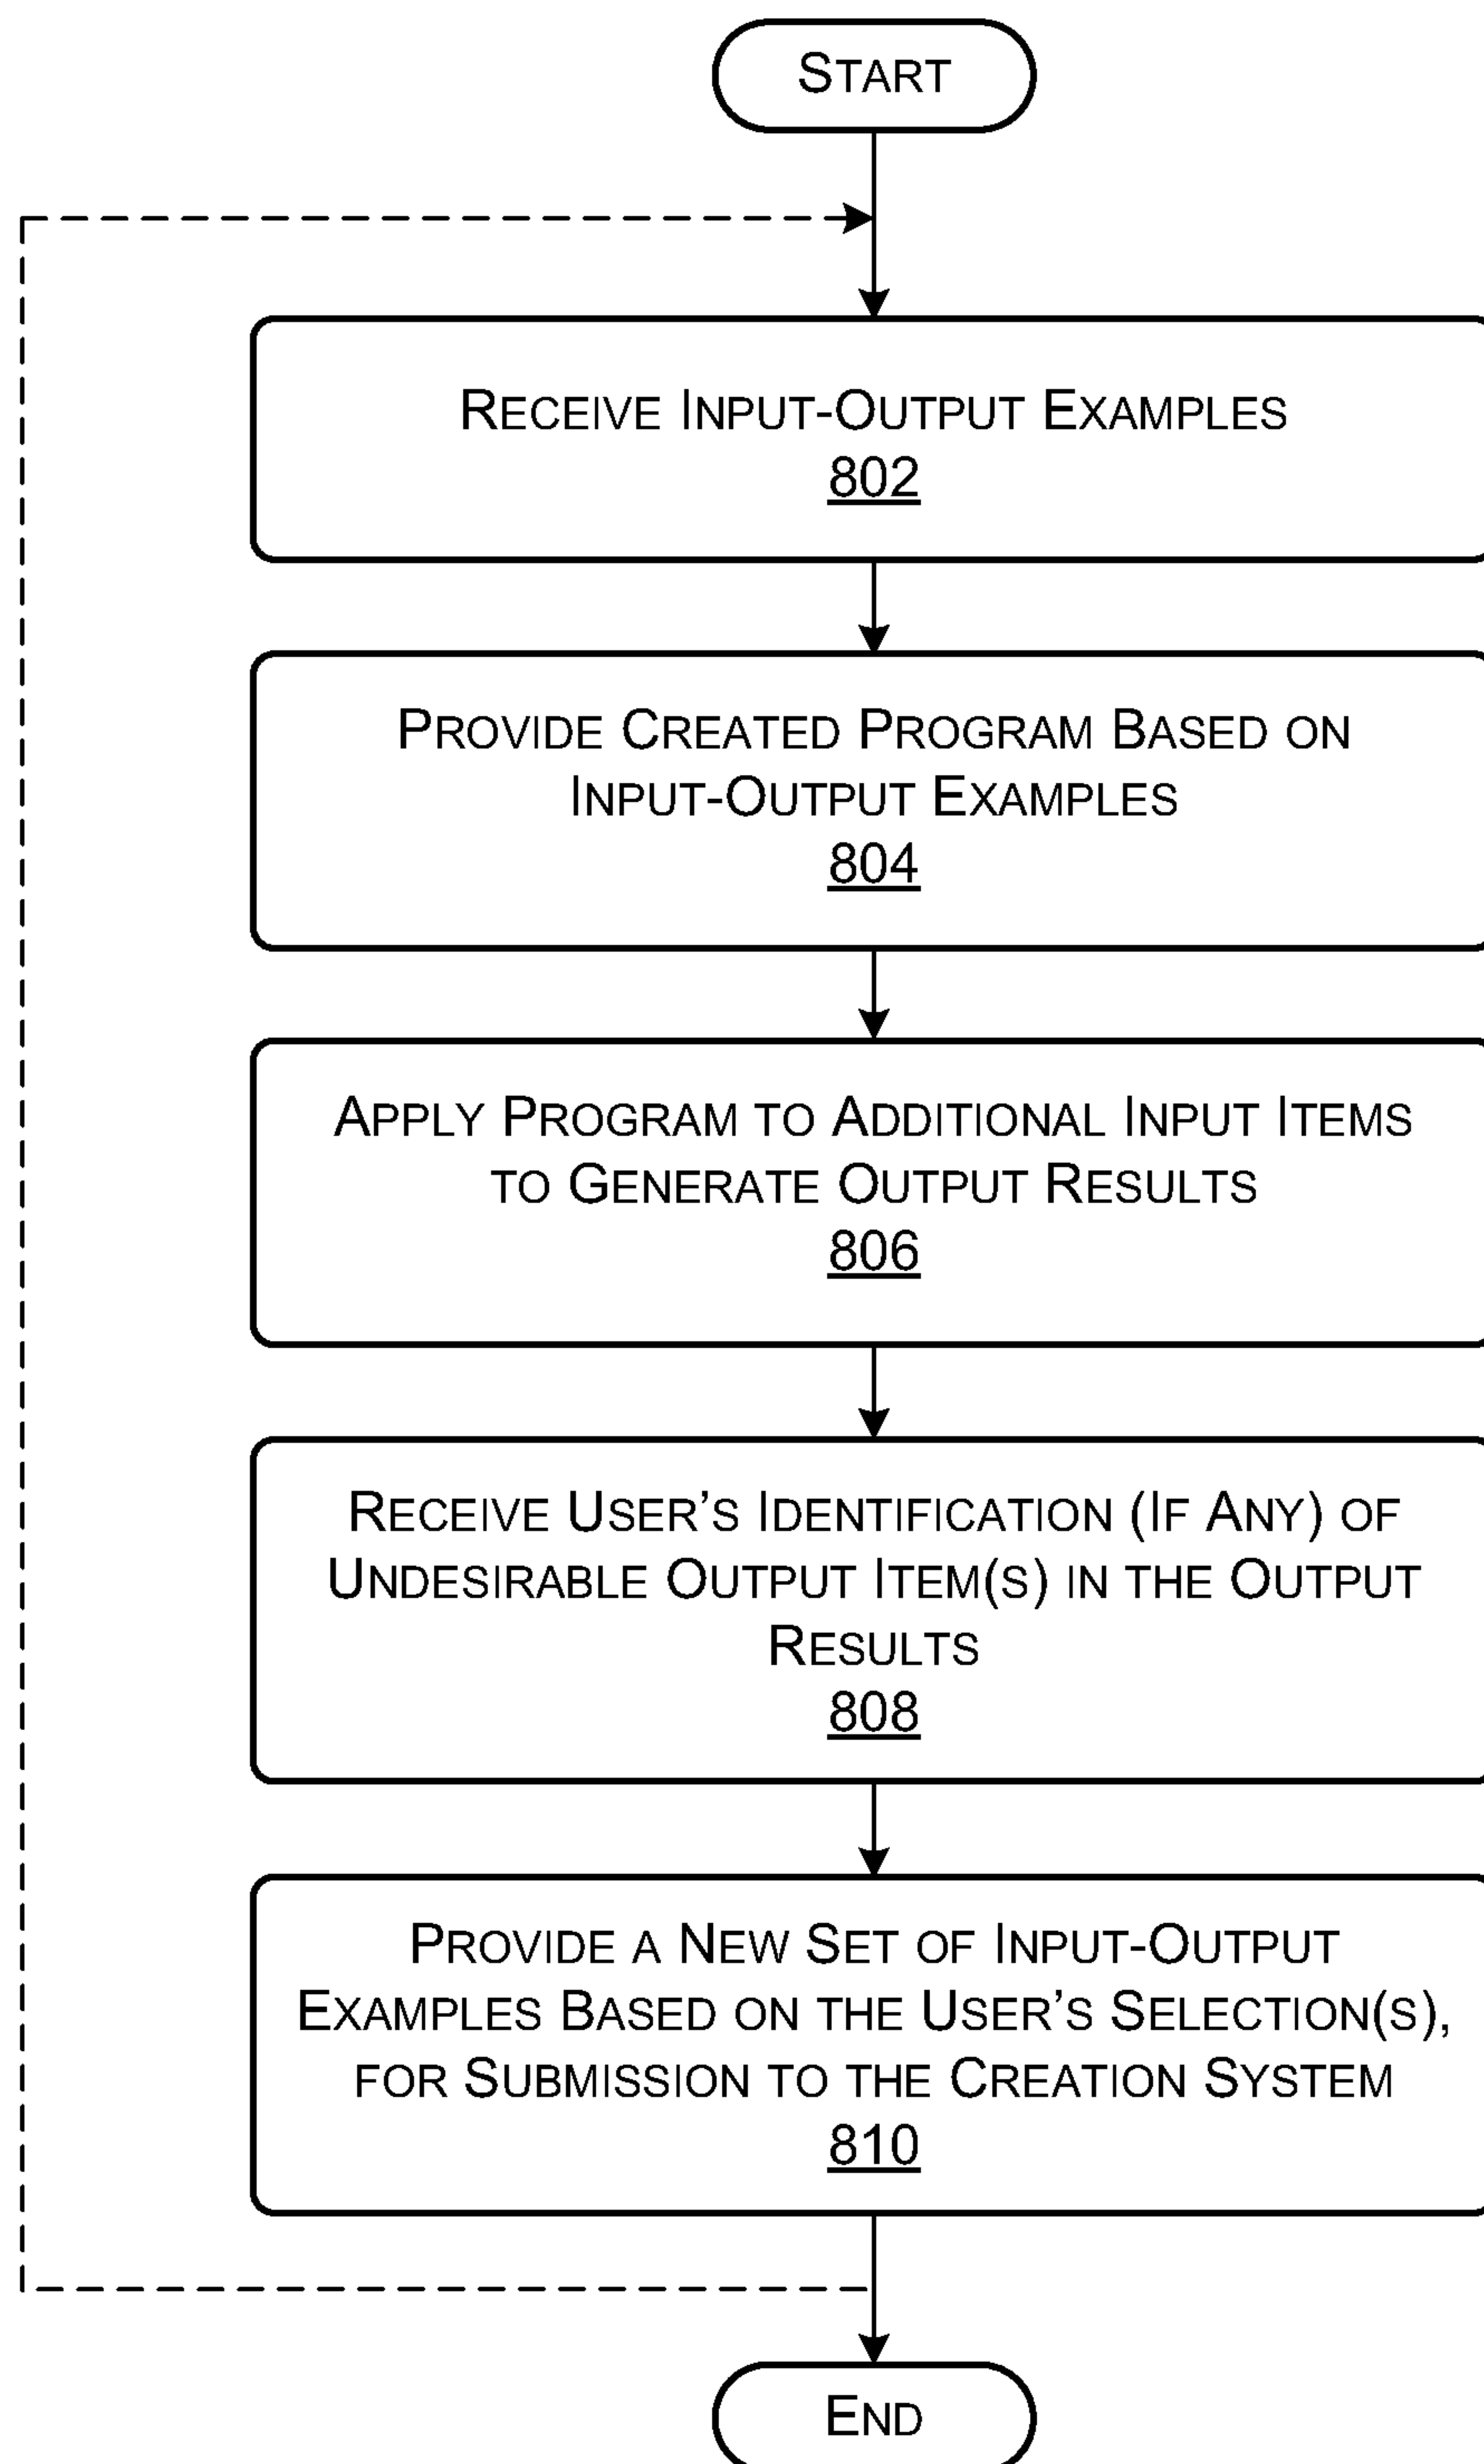 START
RECEIVE INPUT-OUTPUT EXAMPLES
802
PROVIDE CREATED PROGRAM BASED ON
INPUT-OUTPUT EXAMPLES
804
APPLY PROGRAM TO ADDITIONAL INPUT ITEMS
TO GENERATE OUTPUT RESULTS
806
RECEIVE USER’S IDENTIFICATION (IF ANY) OF
UNDESIRABLE OUTPUT ITEM(S) IN THE OUTPUT
RESULTS
808
PROVIDE A NEW SET OF INPUT-OUTPUT
EXAMPLES BASED ON THE USER’S SELECTION(S),
FOR SUBMISSION TO THE CREATION SYSTEM
810
END